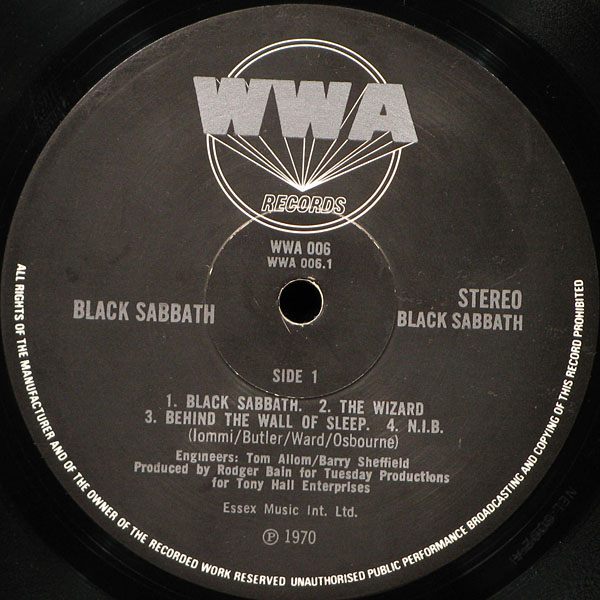 WWA
RECORDS
WWA 006
WWA 006.1
BLACK SABBATH
STEREO
BLACK SABBATH
SIDE 1
1. BLACK SABBATH. 2. THE WIZARD
3. BEHIND THE WALL OF SLEEP. 4. N.I.B.
(Iommi/Butler/Ward/Osbourne)
Engineers: Tom Allom/Barry Sheffield
Produced by Rodger Bain for Tuesday Productions
for Tony Hall Enterprises
Essex Music Int. Ltd.
Ⓟ 1970
ALL RIGHTS OF THE MANUFACTURER AND OF THE OWNER OF THE RECORDED WORK RESERVED UNAUTHORISED PUBLIC PERFORMANCE BROADCASTING AND COPYING OF THIS RECORD PROHIBITED